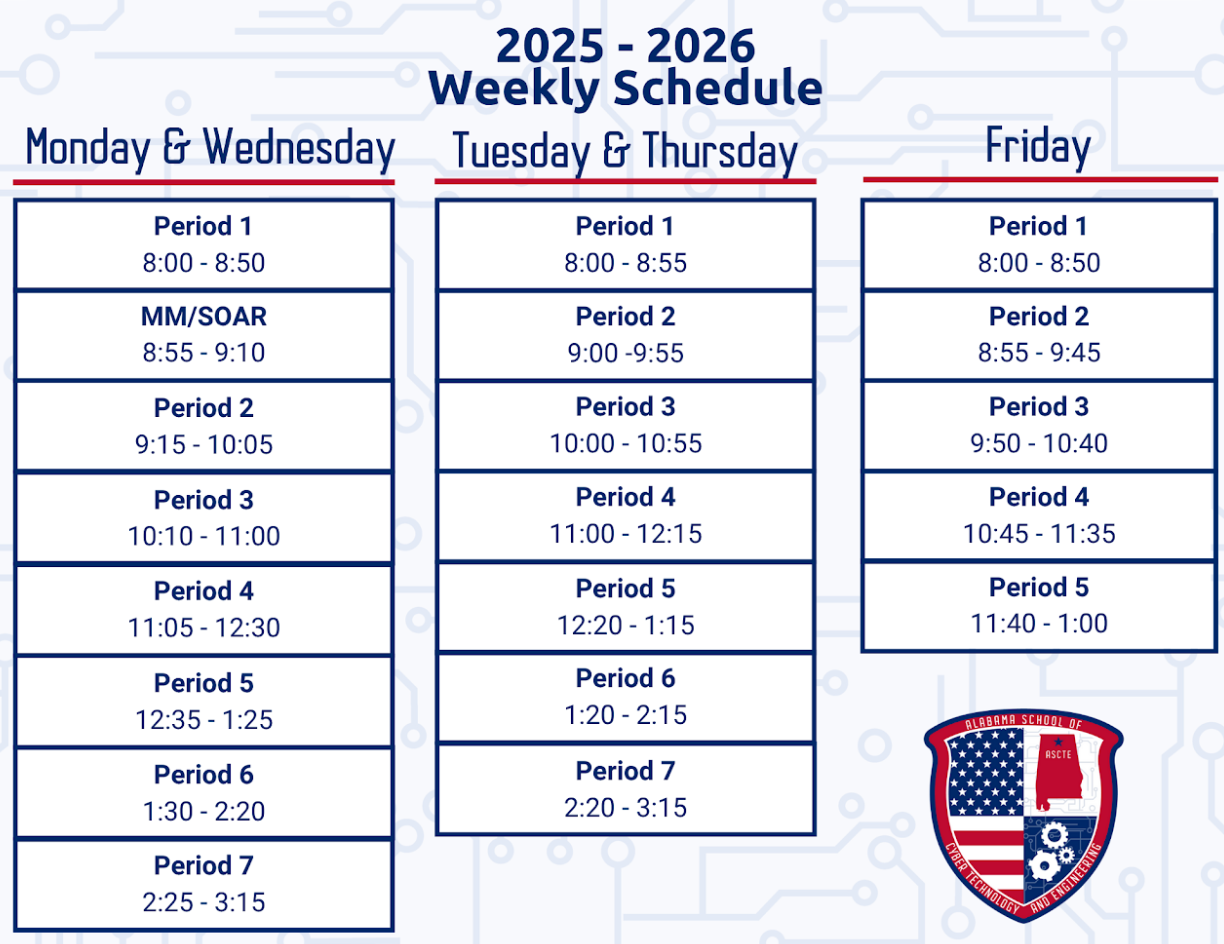 2025 - 2026
Weekly Schedule
Monday & Wednesday
Period 1
8:00 - 8:50
MM/SOAR
8:55 - 9:10
Period 2
9:15 - 10:05
Period 3
10:10 - 11:00
Period 4
11:05 - 12:30
Period 5
12:35 - 1:25
Period 6
1:30 - 2:20
Period 7
2:25 - 3:15
Tuesday & Thursday
Period 1
8:00 - 8:55
Period 2
9:00 -9:55
Period 3
10:00 - 10:55
Period 4
11:00 - 12:15
Period 5
12:20 - 1:15
Period 6
1:20 - 2:15
Period 7
2:20 - 3:15
Friday
Period 1
8:00 - 8:50
Period 2
8:55 - 9:45
Period 3
9:50 - 10:40
Period 4
10:45 - 11:35
Period 5
11:40 - 1:00
ALABAMA SCHOOL OF
ASCTE
CYBER TECHNOLOGY AND ENGINEERING